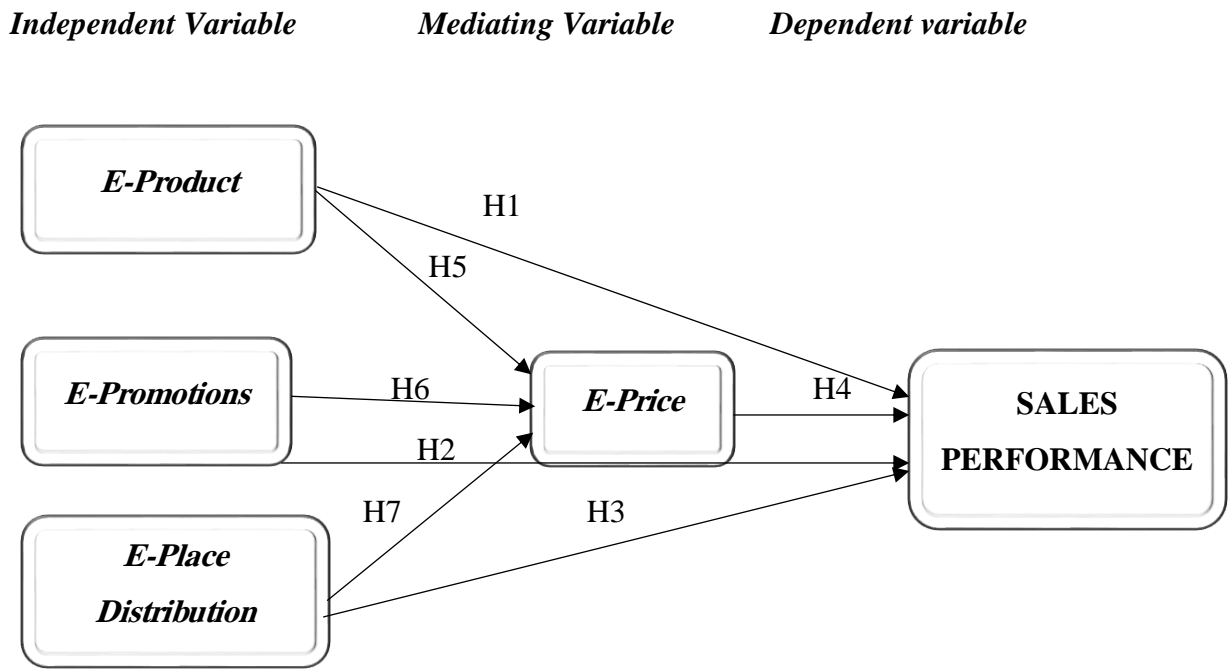 Independent Variable Mediating Variable Dependent variable
E-Product
H1
H5
E-Promotions
H6
E-Price
H4
SALES
PERFORMANCE
H2
H7
H3
E-Place
Distribution